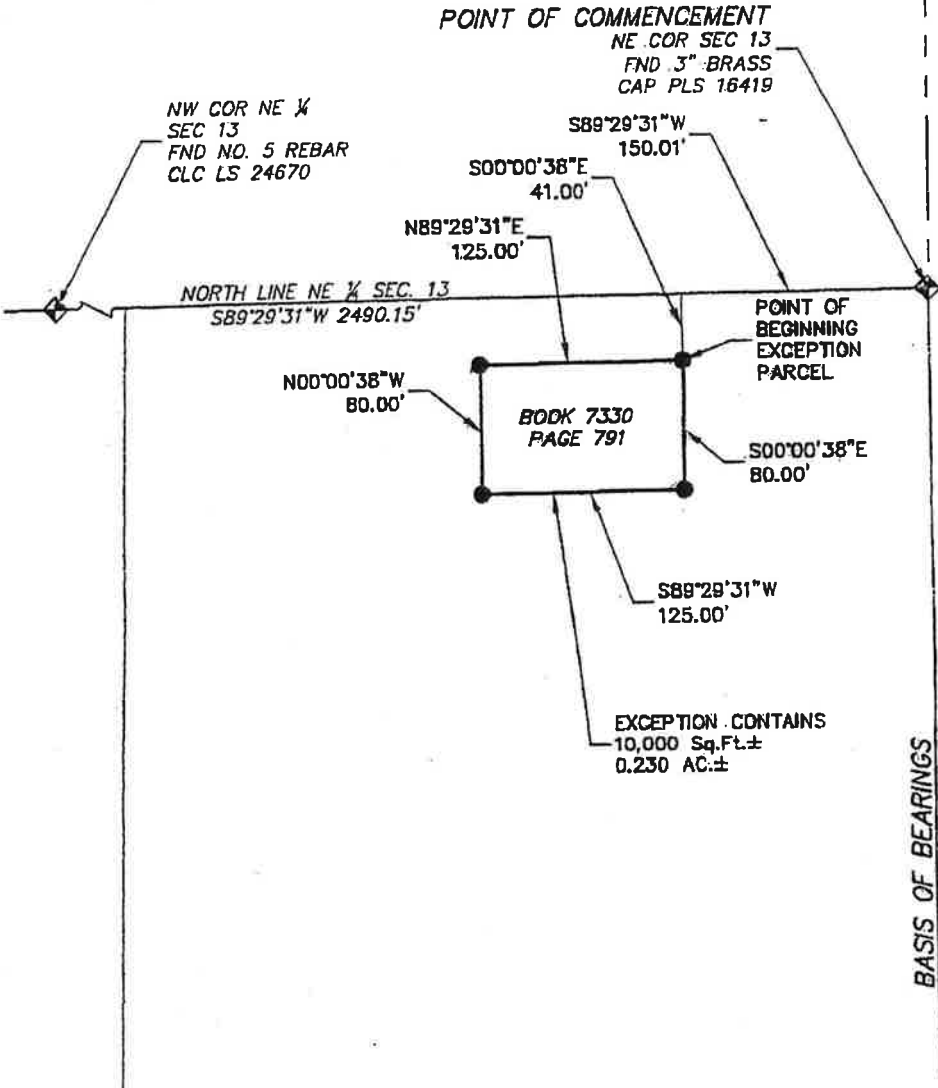 POINT OF COMMENCEMENT
NE COR SEC 13
FND 3" BRASS
CAP PLS 16419
NW COR NE ¼
SEC 13
FND NO. 5 REBAR
CLC LS 24670
S89°29'31"W
150.01'
S00°00'38"E
41.00'
N89°29'31"E
125.00'
NORTH LINE NE ¼ SEC. 13
S89°29'31"W 2490.15'
POINT OF
BEGINNING
EXCEPTION
PARCEL
N00°00'38"W
80.00'
BOOK 7330
PAGE 791
S00°00'38"E
80.00'
S89°29'31"W
125.00'
EXCEPTION CONTAINS
10,000 Sq.Ft.±
0.230 AC.±
BASIS OF BEARINGS